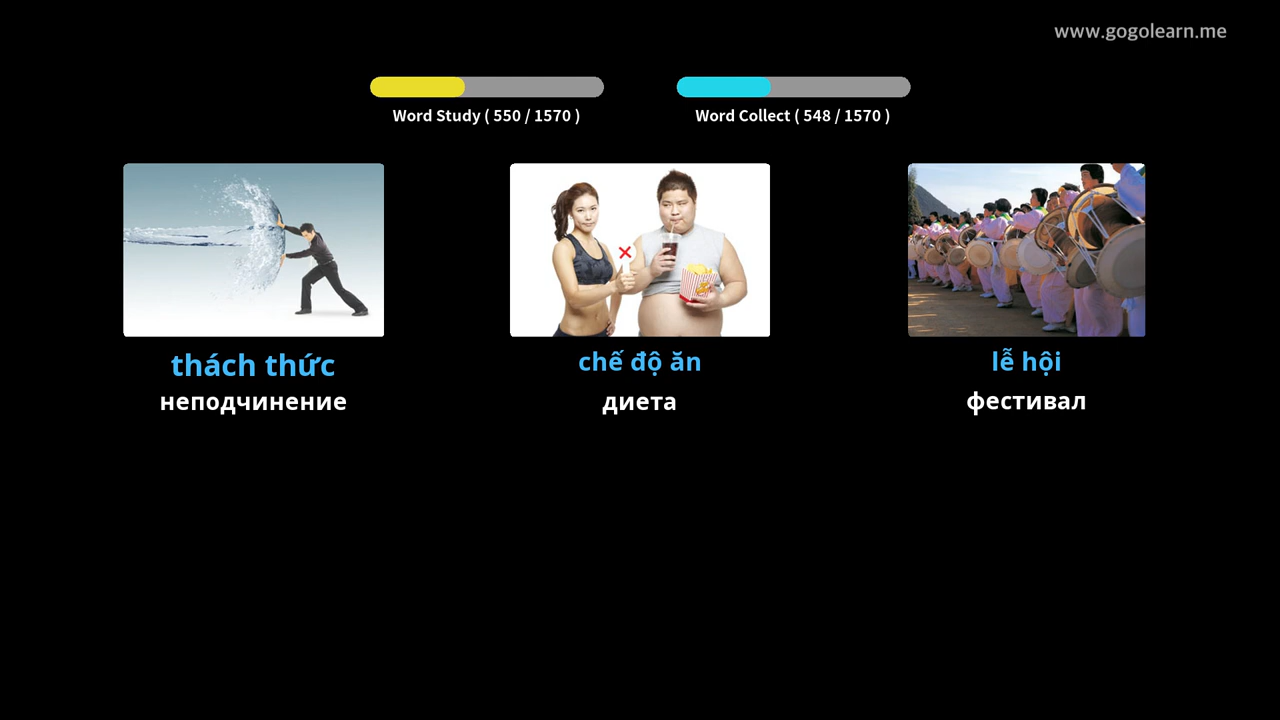 www.gogolearn.me
Word Study ( 550 / 1570 )
Word Collect ( 548 / 1570 )
thách thức
неподчинение
chế độ ăn
диета
lễ hội
фестивал